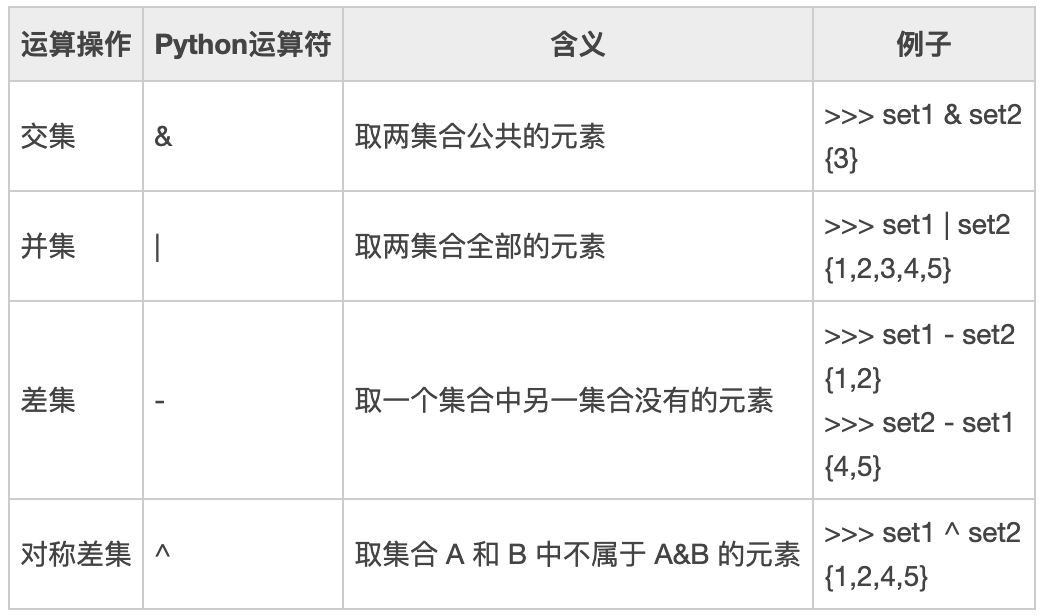 运算操作 Python运算符 含义 例子
交集 & 取两集合公共的元素 >>> set1 & set2
{3}
并集 | 取两集合全部的元素 >>> set1 | set2
{1,2,3,4,5}
差集 - 取一个集合中另一集合没有的元素 >>> set1 - set2
{1,2}
>>> set2 - set1
{4,5}
对称差集 ^ 取集合 A 和 B 中不属于 A&B 的元素 >>> set1 ^ set2
{1,2,4,5}